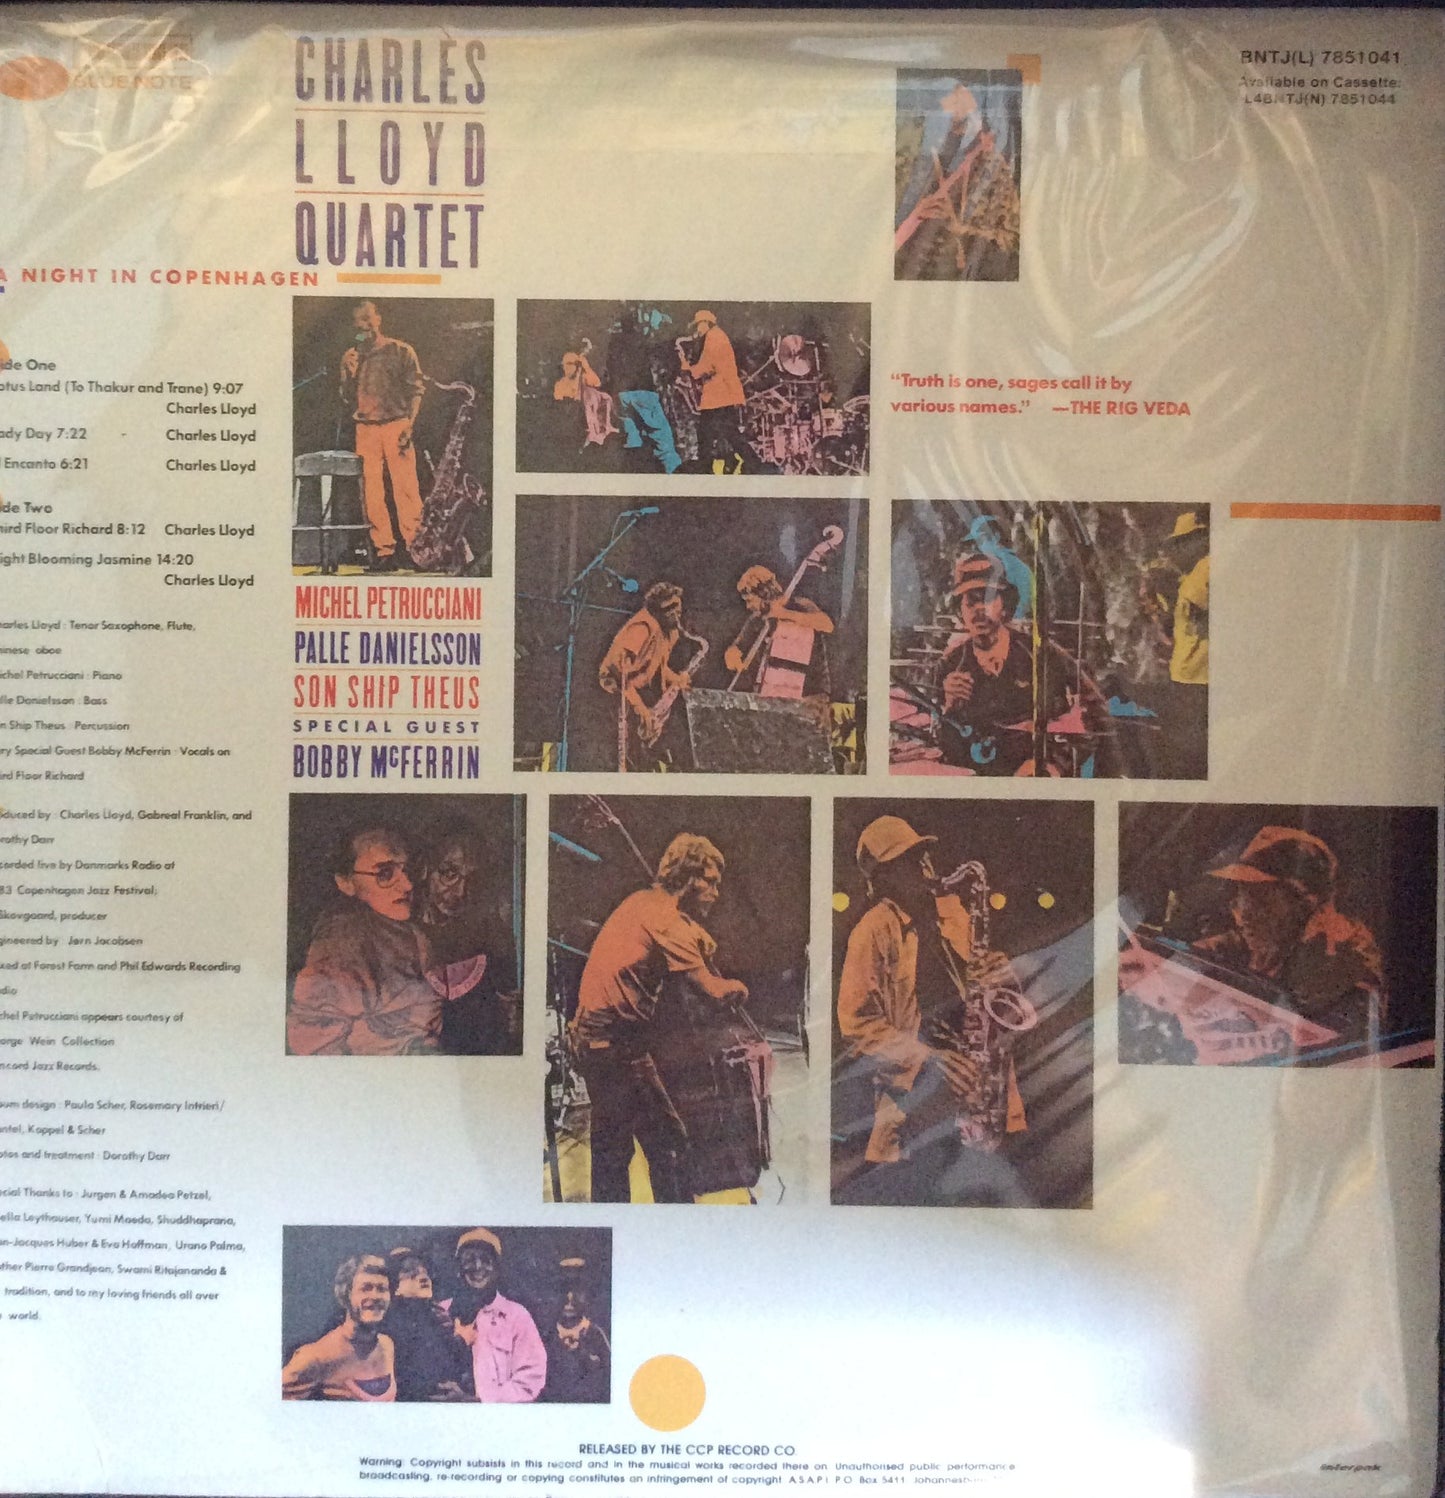 BLUE NOTE
CHARLES
LLOYD
QUARTET
A NIGHT IN COPENHAGEN
BNTJ(L) 7851041
Available on Cassette:
L4BNTJ(N) 7851044
ide One
otus Land (To Thakur and Trane) 9:07
Charles Lloyd
ady Day 7:22 - Charles Lloyd
l Encanto 6:21 Charles Lloyd
ide Two
hird Floor Richard 8:12 Charles Lloyd
ight Blooming Jasmine 14:20
Charles Lloyd
harles Lloyd : Tenor Saxophone, Flute,
hinese oboe
ichel Petrucciani : Piano
lle Danielsson : Bass
n Ship Theus : Percussion
ry Special Guest Bobby McFerrin : Vocals on
ird Floor Richard
oduced by : Charles Lloyd, Gabreal Franklin, and
rothy Darr
corded live by Danmarks Radio at
83 Copenhagen Jazz Festival;
Skovgaard, producer
gineered by : Jørn Jacobsen
xed at Forest Farm and Phil Edwards Recording
dio
chel Petrucciani appears courtesy of
orge Wein Collection
ncord Jazz Records.
bum design : Paula Scher, Rosemary Intrieri/
ntel, Koppel & Scher
otos and treatment : Dorothy Darr
ecial Thanks to : Jurgen & Amadea Petzel,
ella Leythauser, Yumi Maeda, Shuddhaprana,
an-Jacques Huber & Eva Hoffman, Urano Palma,
ther Pierre Grandjean, Swami Ritajananda &
tradition, and to my loving friends all over
world.
MICHEL PETRUCCIANI
PALLE DANIELSSON
SON SHIP THEUS
SPECIAL GUEST
BOBBY McFERRIN
“Truth is one, sages call it by
various names.” —THE RIG VEDA
RELEASED BY THE CCP RECORD CO.
Warning: Copyright subsists in this record and in the musical works recorded there on. Unauthorised public performance
broadcasting, re-recording or copying constitutes an infringement of copyright. A.S.A.P.I. P.O. Box 5411
interpak